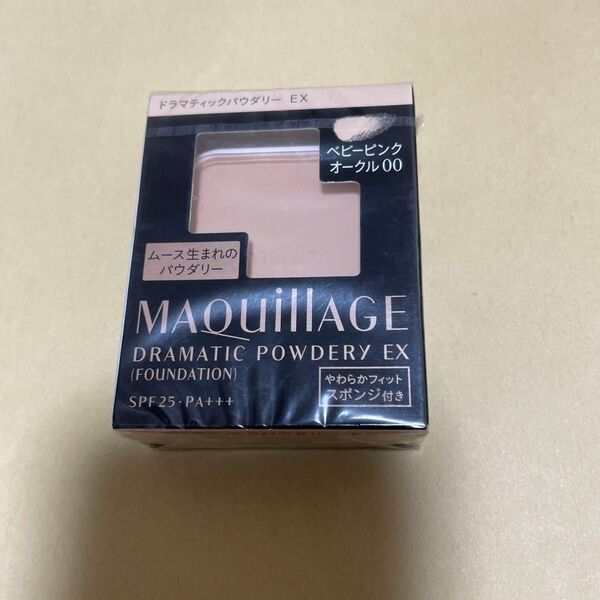 ドラマティックパウダリー EX
ベビーピンク
オークル00
ムース生まれの
パウダリー
MAQuillAGE
DRAMATIC POWDERY EX
(FOUNDATION)
SPF25・PA+++
やわらかフィット
スポンジ付き